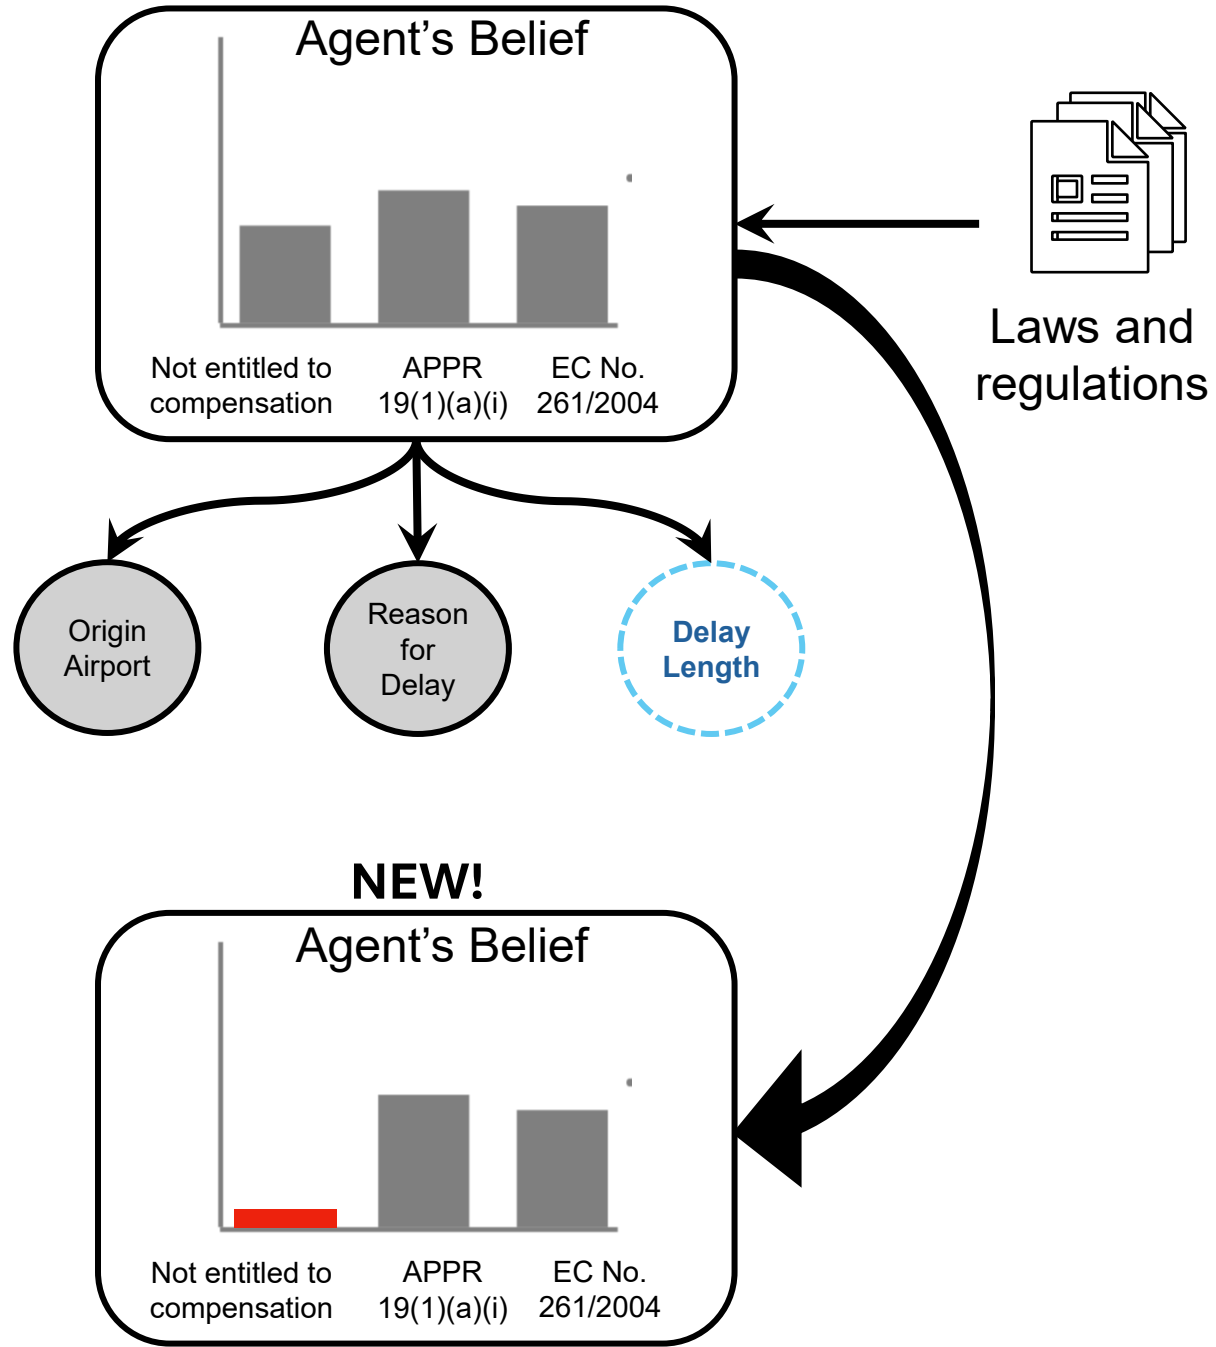 Agent’s Belief
Not entitled to
compensation
APPR
19(1)(a)(i)
EC No.
261/2004
Laws and
regulations
Origin
Airport
Reason
for
Delay
Delay
Length
NEW!
Agent’s Belief
Not entitled to
compensation
APPR
19(1)(a)(i)
EC No.
261/2004